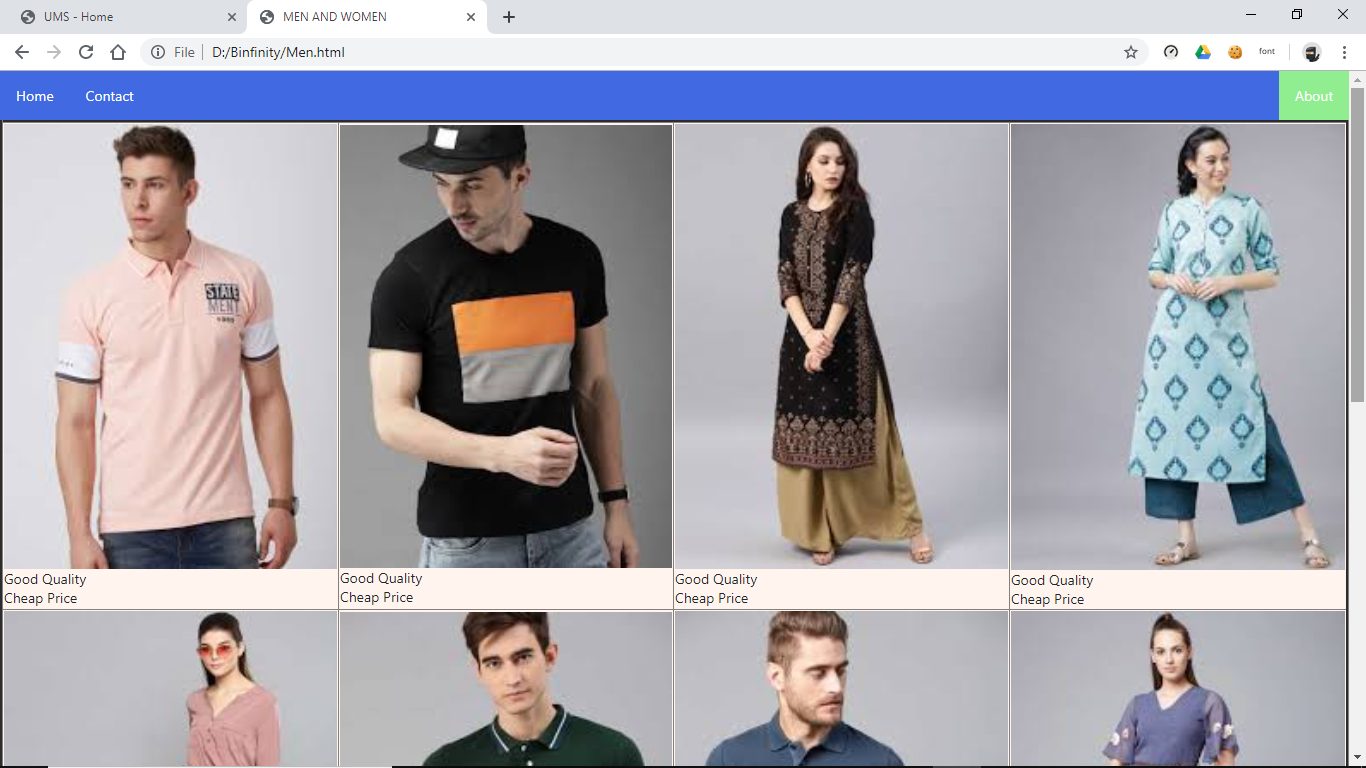 UMS - Home
MEN AND WOMEN
File
D:/Binfinity/Men.html
font
Home
Contact
About
STATE
MENT
Good Quality
Cheap Price
Good Quality
Cheap Price
Good Quality
Cheap Price
Good Quality
Cheap Price